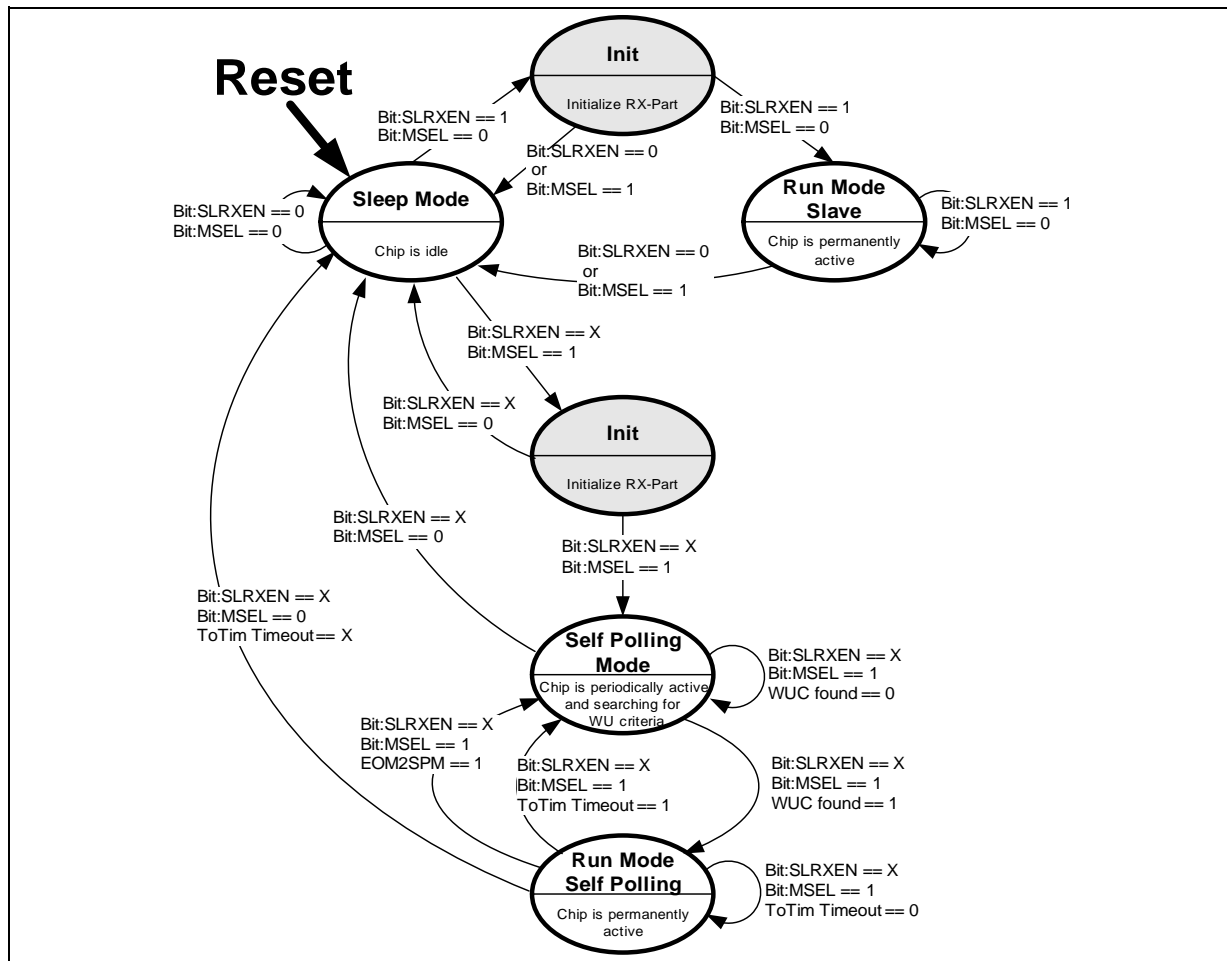 Init
Initialize RX-Part
Reset
Bit:SLRXEN == 1
Bit:MSEL == 0
Bit:SLRXEN == 1
Bit:MSEL == 0
Bit:SLRXEN == 0
or
Bit:MSEL == 1
Sleep Mode
Chip is idle
Bit:SLRXEN == 0
Bit:MSEL == 0
Run Mode
Slave
Chip is permanently
active
Bit:SLRXEN == 1
Bit:MSEL == 0
Bit:SLRXEN == 0
or
Bit:MSEL == 1
Bit:SLRXEN == X
Bit:MSEL == 1
Bit:SLRXEN == X
Bit:MSEL == 0
Init
Initialize RX-Part
Bit:SLRXEN == X
Bit:MSEL == 0
Bit:SLRXEN == X
Bit:MSEL == 1
Bit:SLRXEN == X
Bit:MSEL == 0
ToTim Timeout == X
Self Polling
Mode
Chip is periodically active
and searching for
WU criteria
Bit:SLRXEN == X
Bit:MSEL == 1
WUC found == 0
Bit:SLRXEN == X
Bit:MSEL == 1
EOM2SPM == 1
Bit:SLRXEN == X
Bit:MSEL == 1
ToTim Timeout == 1
Bit:SLRXEN == X
Bit:MSEL == 1
WUC found == 1
Run Mode
Self Polling
Chip is permanently
active
Bit:SLRXEN == X
Bit:MSEL == 1
ToTim Timeout == 0